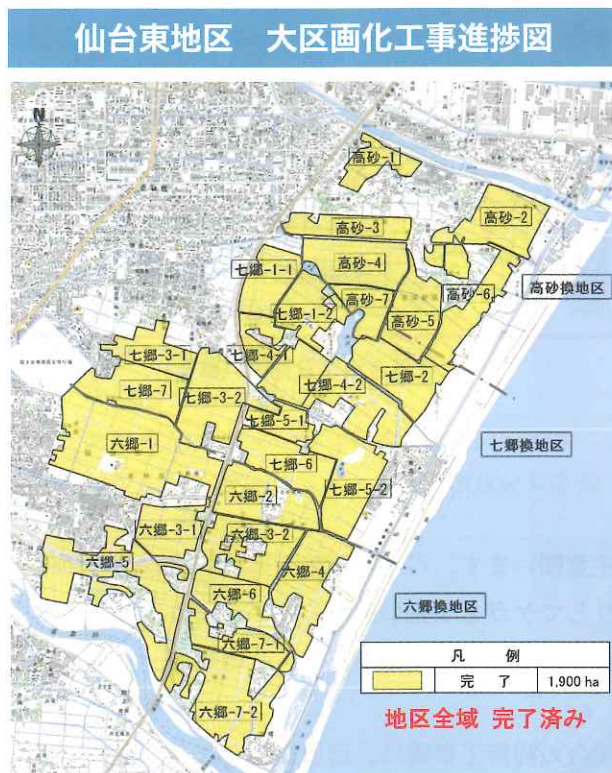 仙台東地区 大区画化工事進捗図
N
高砂-1
高砂-2
高砂-3
高砂-4
七郷-1-1
高砂-6
高砂換地区
高砂-7
七郷-1-2
高砂-5
七郷-3-1
七郷-4-1
七郷-2
七郷-7
七郷-3-2
七郷-4-2
七郷-5-1
六郷-1
七郷換地区
七郷-6
六郷-2
七郷-5-2
六郷-3-1
六郷-3-2
六郷-5
六郷-4
六郷-6
六郷換地区
六郷-7-1
凡 例
完 了 1,900 ha
六郷-7-2
地区全域 完了済み